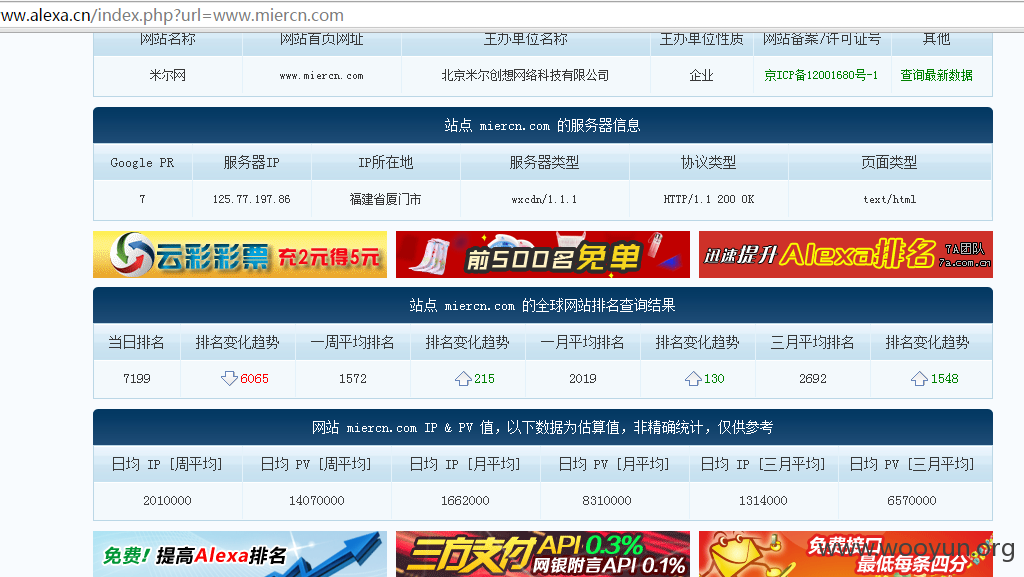 ww.alexa.cn/index.php?url=www.miercn.com
网站名称 网站首页网址 主办单位名称 主办单位性质 网站备案/许可证号 其他
米尔网 www.miercn.com 北京米尔创想网络科技有限公司 企业 京ICP备12001680号-1 查询最新数据
站点 miercn.com 的服务器信息
Google PR 服务器IP IP所在地 服务器类型 协议类型 页面类型
7 125.77.197.86 福建省厦门市 wxcdn/1.1.1 HTTP/1.1 200 OK text/html
云彩彩票 充2元得5元 前500名免单 迅速提升Alexa排名 7A团队
7a.com.cn
站点 miercn.com 的全球网站排名查询结果
当日排名 排名变化趋势 一周平均排名 排名变化趋势 一月平均排名 排名变化趋势 三月平均排名 排名变化趋势
7199 6065 1572 215 2019 130 2692 1548
网站 miercn.com IP & PV 值，以下数据为估算值，非精确统计，仅供参考
日均 IP [周平均] 日均 PV [周平均] 日均 IP [月平均] 日均 PV [月平均] 日均 IP [三月平均] 日均 PV [三月平均]
2010000 14070000 1662000 8310000 1314000 6570000
免费! 提高Alexa排名 三方支付 API 0.3% 免费接口
网银附言API 0.1% 最低每条四分
www.wooyun.org